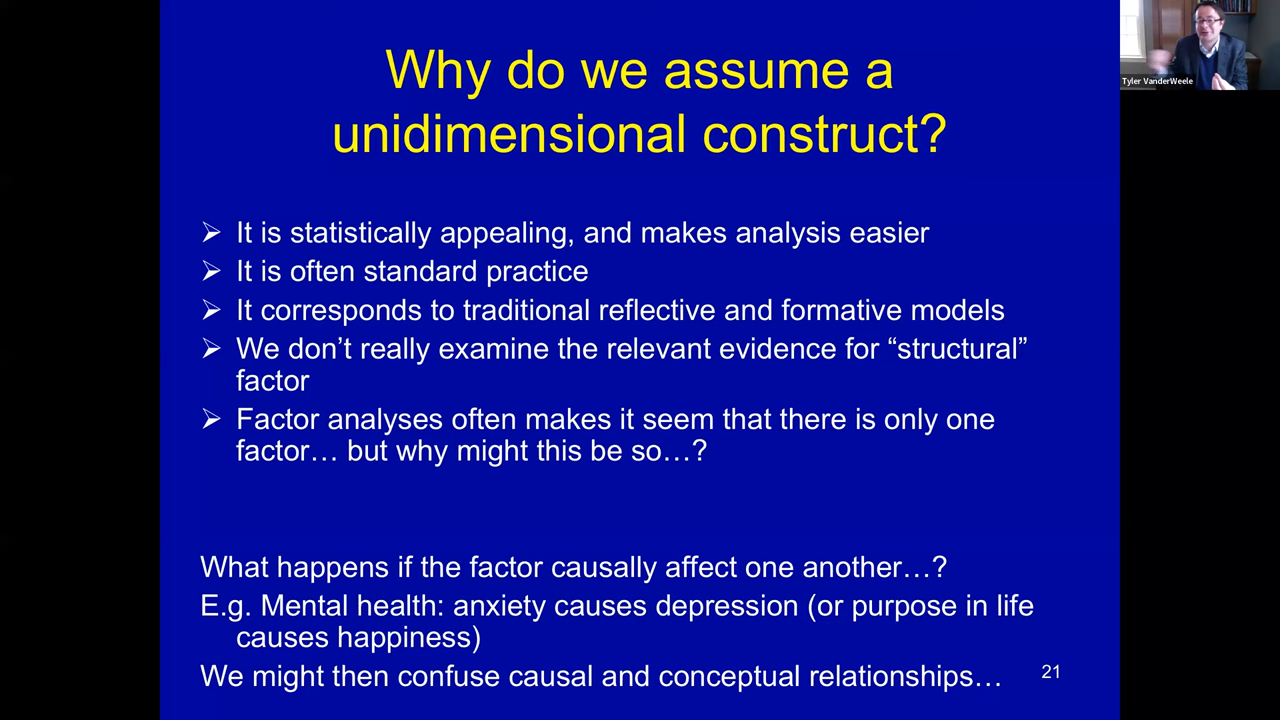 Why do we assume a
unidimensional construct?
Tyler VanderWeele
➢ It is statistically appealing, and makes analysis easier
➢ It is often standard practice
➢ It corresponds to traditional reflective and formative models
➢ We don’t really examine the relevant evidence for “structural”
factor
➢ Factor analyses often makes it seem that there is only one
factor… but why might this be so…?
What happens if the factor causally affect one another…?
E.g. Mental health: anxiety causes depression (or purpose in life
causes happiness)
We might then confuse causal and conceptual relationships…
21